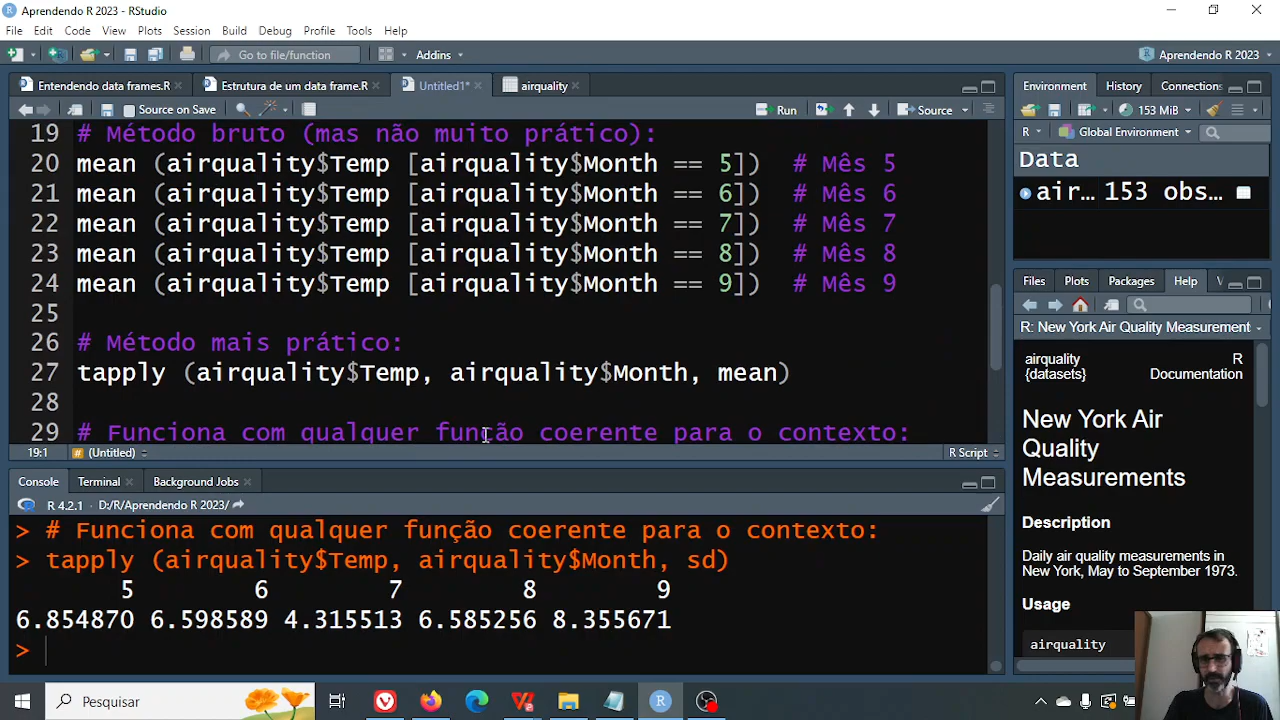 Aprendendo R 2023 - RStudio
File Edit Code View Plots Session Build Debug Profile Tools Help
Go to file/function Addins Aprendendo R 2023
Entendendo data frames.R Estrutura de um data frame.R Untitled1* airquality
Source on Save Run Source
19 # Método bruto (mas não muito prático):
20 mean (airquality$Temp [airquality$Month == 5]) # Mês 5
21 mean (airquality$Temp [airquality$Month == 6]) # Mês 6
22 mean (airquality$Temp [airquality$Month == 7]) # Mês 7
23 mean (airquality$Temp [airquality$Month == 8]) # Mês 8
24 mean (airquality$Temp [airquality$Month == 9]) # Mês 9
25
26 # Método mais prático:
27 tapply (airquality$Temp, airquality$Month, mean)
28
29 # Funciona com qualquer função coerente para o contexto:
19:1 # (Untitled) R Script
Console Terminal Background Jobs
R 4.2.1 · D:/R/Aprendendo R 2023/
> # Funciona com qualquer função coerente para o contexto:
> tapply (airquality$Temp, airquality$Month, sd)
5 6 7 8 9
6.854870 6.598589 4.315513 6.585256 8.355671
>
Environment History Connections
153 MiB
R Global Environment
Data
air... 153 obs...
Files Plots Packages Help V
R: New York Air Quality Measurement
airquality R
{datasets} Documentation
New York Air
Quality
Measurements
Description
Daily air quality measurements in
New York, May to September 1973.
Usage
airquality
Pesquisar